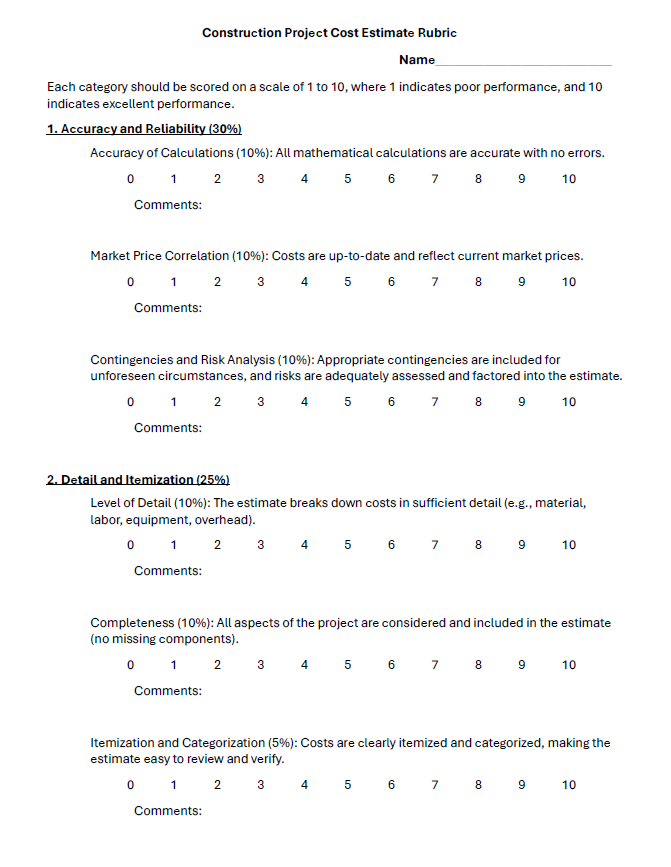 Construction Project Cost Estimate Rubric
Name_________________________
Each category should be scored on a scale of 1 to 10, where 1 indicates poor performance, and 10
indicates excellent performance.
1. Accuracy and Reliability (30%)
Accuracy of Calculations (10%): All mathematical calculations are accurate with no errors.
0 1 2 3 4 5 6 7 8 9 10
Comments:
Market Price Correlation (10%): Costs are up-to-date and reflect current market prices.
0 1 2 3 4 5 6 7 8 9 10
Comments:
Contingencies and Risk Analysis (10%): Appropriate contingencies are included for
unforeseen circumstances, and risks are adequately assessed and factored into the estimate.
0 1 2 3 4 5 6 7 8 9 10
Comments:
2. Detail and Itemization (25%)
Level of Detail (10%): The estimate breaks down costs in sufficient detail (e.g., material,
labor, equipment, overhead).
0 1 2 3 4 5 6 7 8 9 10
Comments:
Completeness (10%): All aspects of the project are considered and included in the estimate
(no missing components).
0 1 2 3 4 5 6 7 8 9 10
Comments:
Itemization and Categorization (5%): Costs are clearly itemized and categorized, making the
estimate easy to review and verify.
0 1 2 3 4 5 6 7 8 9 10
Comments: